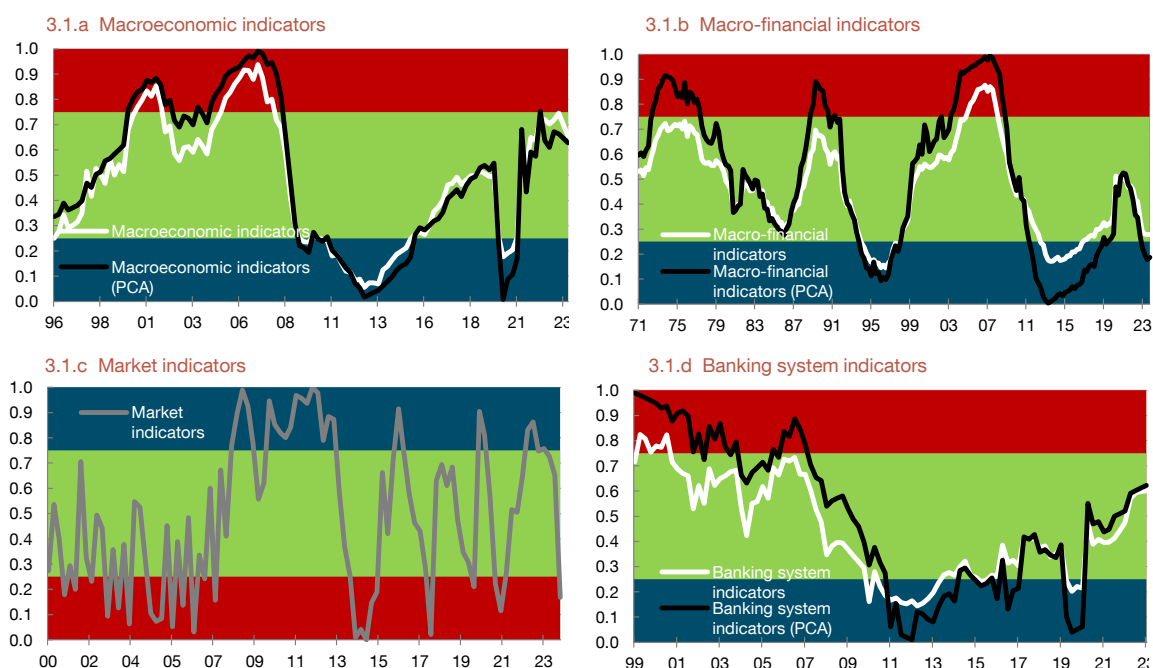 3.1.a Macroeconomic indicators
1.0
0.9
0.8
0.7
0.6
0.5
0.4
0.3
0.2
0.1
0.0
Macroeconomic indicators
Macroeconomic indicators
(PCA)
96 98 01 03 06 08 11 13 16 18 21 23
3.1.b Macro-financial indicators
1.0
0.9
0.8
0.7
0.6
0.5
0.4
0.3
0.2
0.1
0.0
Macro-financial
indicators
Macro-financial
indicators (PCA)
71 75 79 83 87 91 95 99 03 07 11 15 19 23
3.1.c Market indicators
1.0
0.9
0.8
0.7
0.6
0.5
0.4
0.3
0.2
0.1
0.0
Market
indicators
00 02 04 05 07 09 11 13 14 16 18 20 22 23
3.1.d Banking system indicators
1.0
0.9
0.8
0.7
0.6
0.5
0.4
0.3
0.2
0.1
0.0
Banking system
indicators
Banking system
indicators (PCA)
99 01 03 05 07 09 11 13 15 17 19 21 23